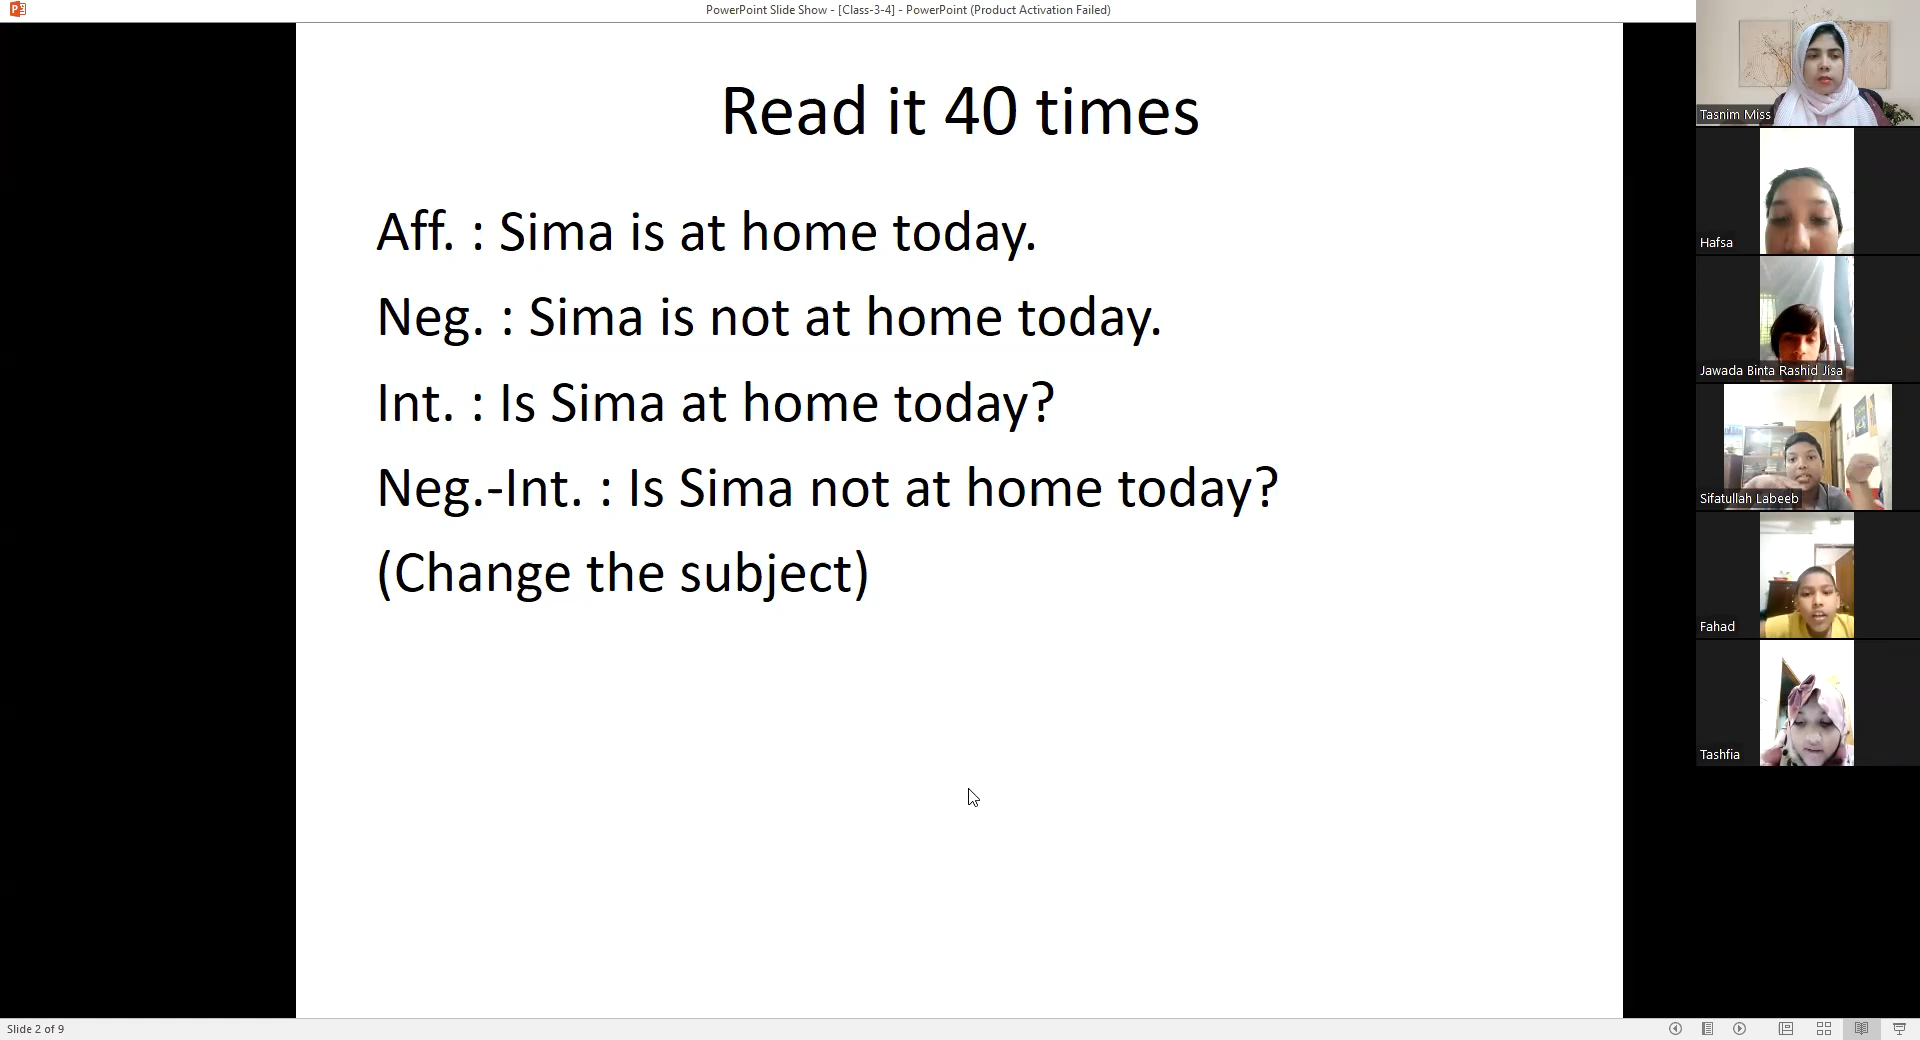 PowerPoint Slide Show - [Class-3-4] - PowerPoint (Product Activation Failed)
Read it 40 times
Aff. : Sima is at home today.
Neg. : Sima is not at home today.
Int. : Is Sima at home today?
Neg.-Int. : Is Sima not at home today?
(Change the subject)
Tasnim Miss
Hafsa
Jawada Binta Rashid Jisa
Sifatullah Labeeb
Fahad
Tashfia
Slide 2 of 9